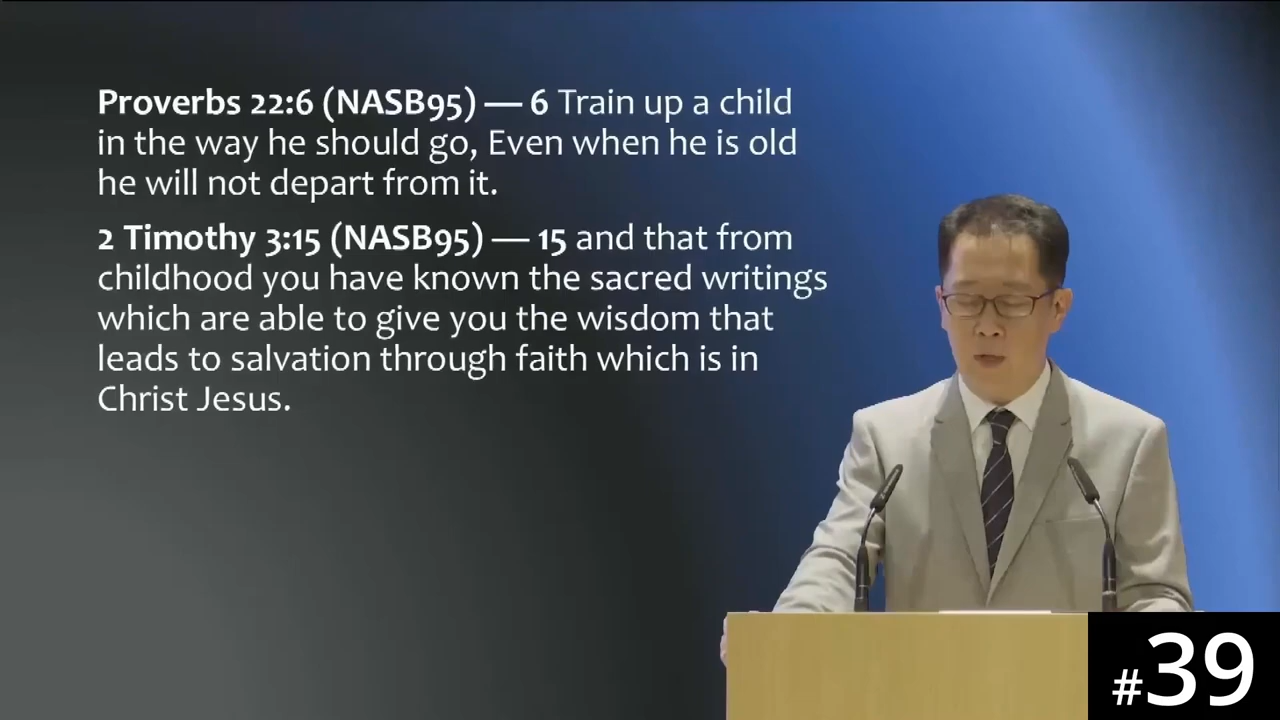 Proverbs 22:6 (NASB95) — 6 Train up a child
in the way he should go, Even when he is old
he will not depart from it.
2 Timothy 3:15 (NASB95) — 15 and that from
childhood you have known the sacred writings
which are able to give you the wisdom that
leads to salvation through faith which is in
Christ Jesus.
#39